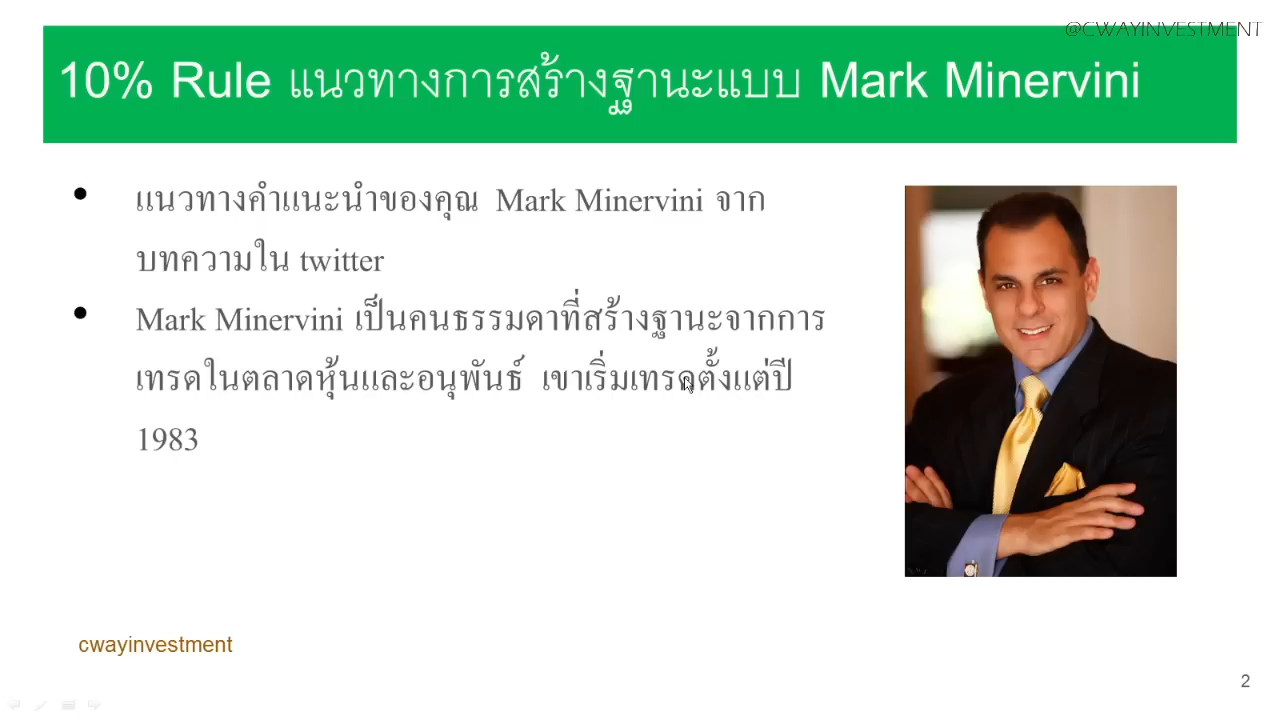 @CWAYINVESTMENT
10% Rule แนวทางการสร้างฐานะแบบ Mark Minervini
• แนวทางคำแนะนำของคุณ Mark Minervini จาก
บทความใน twitter
• Mark Minervini เป็นคนธรรมดาที่สร้างฐานะจากการ
เทรดในตลาดหุ้นและอนุพันธ์ เขาเริ่มเทรดตั้งแต่ปี
1983
cwayinvestment
2